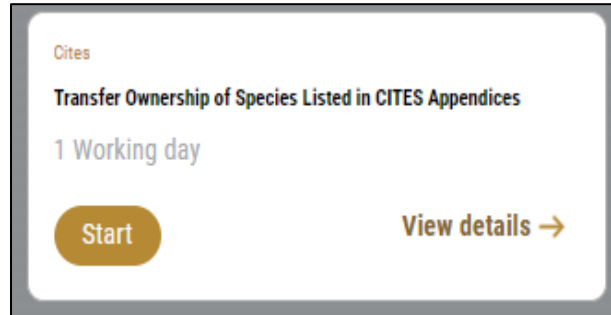 Cites
Transfer Ownership of Species Listed in CITES Appendices
1 Working day
Start
View details →